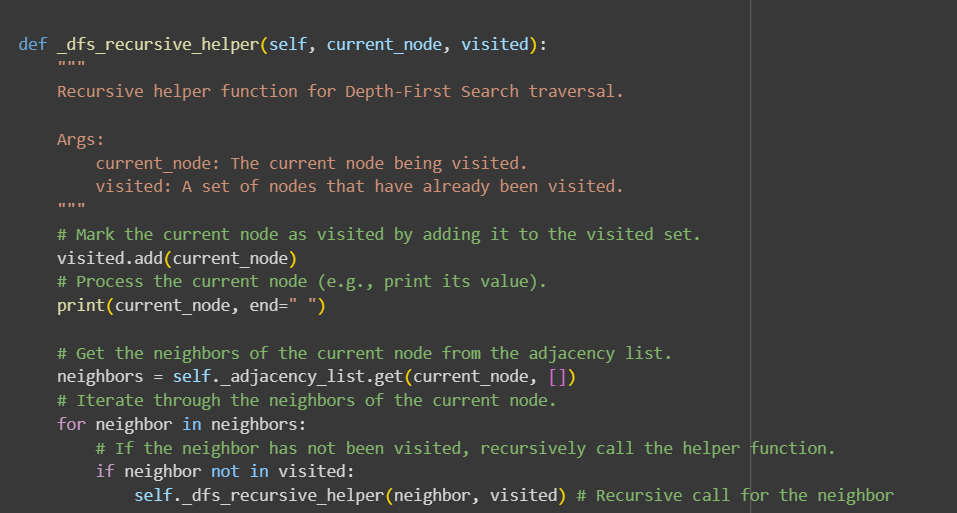 def _dfs_recursive_helper(self, current_node, visited):
    """
    Recursive helper function for Depth-First Search traversal.

    Args:
        current_node: The current node being visited.
        visited: A set of nodes that have already been visited.
    """
    # Mark the current node as visited by adding it to the visited set.
    visited.add(current_node)
    # Process the current node (e.g., print its value).
    print(current_node, end=" ")

    # Get the neighbors of the current node from the adjacency list.
    neighbors = self._adjacency_list.get(current_node, [])
    # Iterate through the neighbors of the current node.
    for neighbor in neighbors:
        # If the neighbor has not been visited, recursively call the helper function.
        if neighbor not in visited:
            self._dfs_recursive_helper(neighbor, visited) # Recursive call for the neighbor